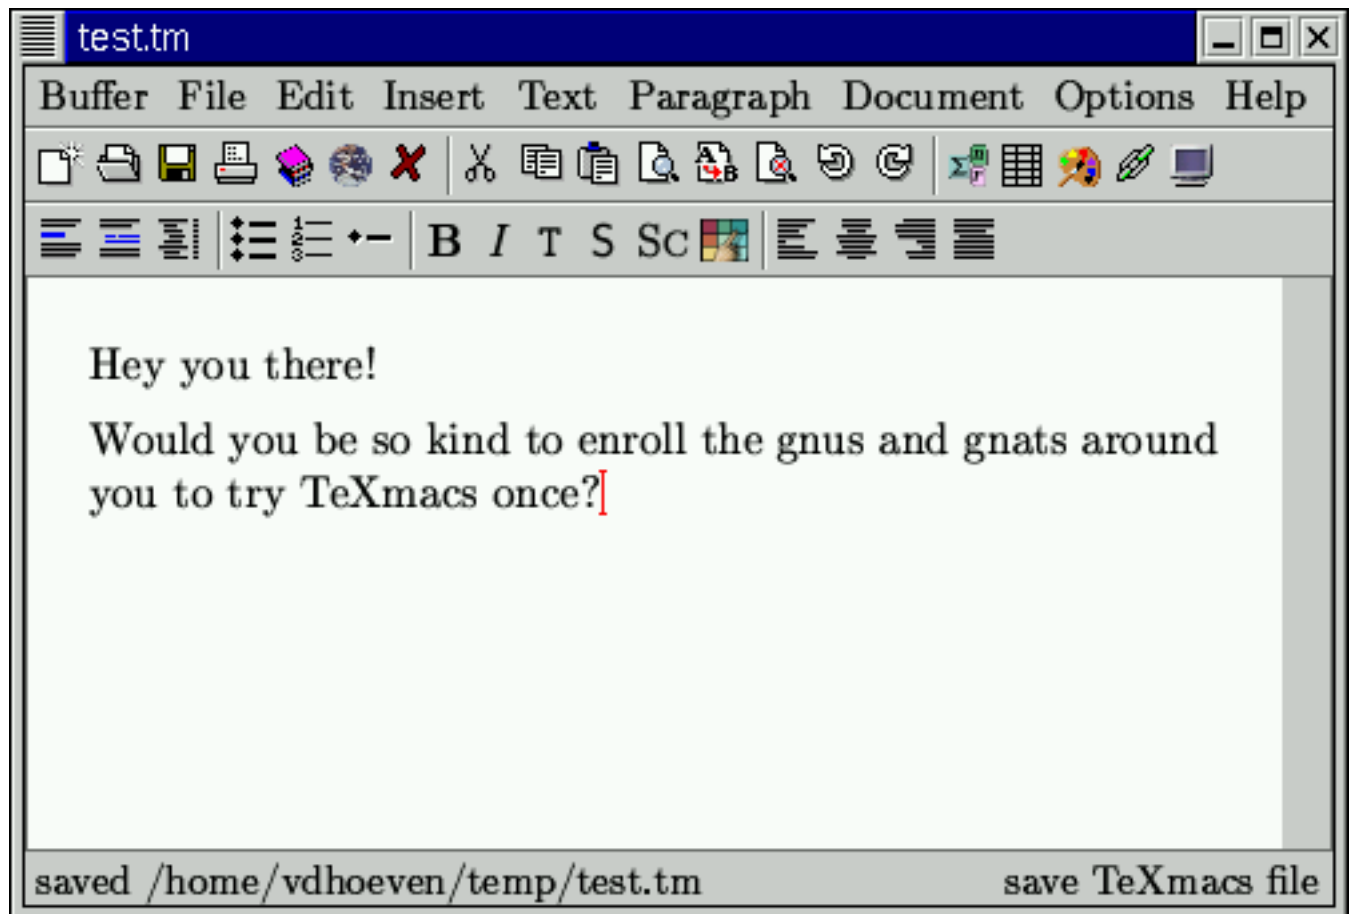 test.tm
Buffer File Edit Insert Text Paragraph Document Options Help
B I T S SC
Hey you there!
Would you be so kind to enroll the gnus and gnats around
you to try TeXmacs once?
saved /home/vdhoeven/temp/test.tm save TeXmacs file